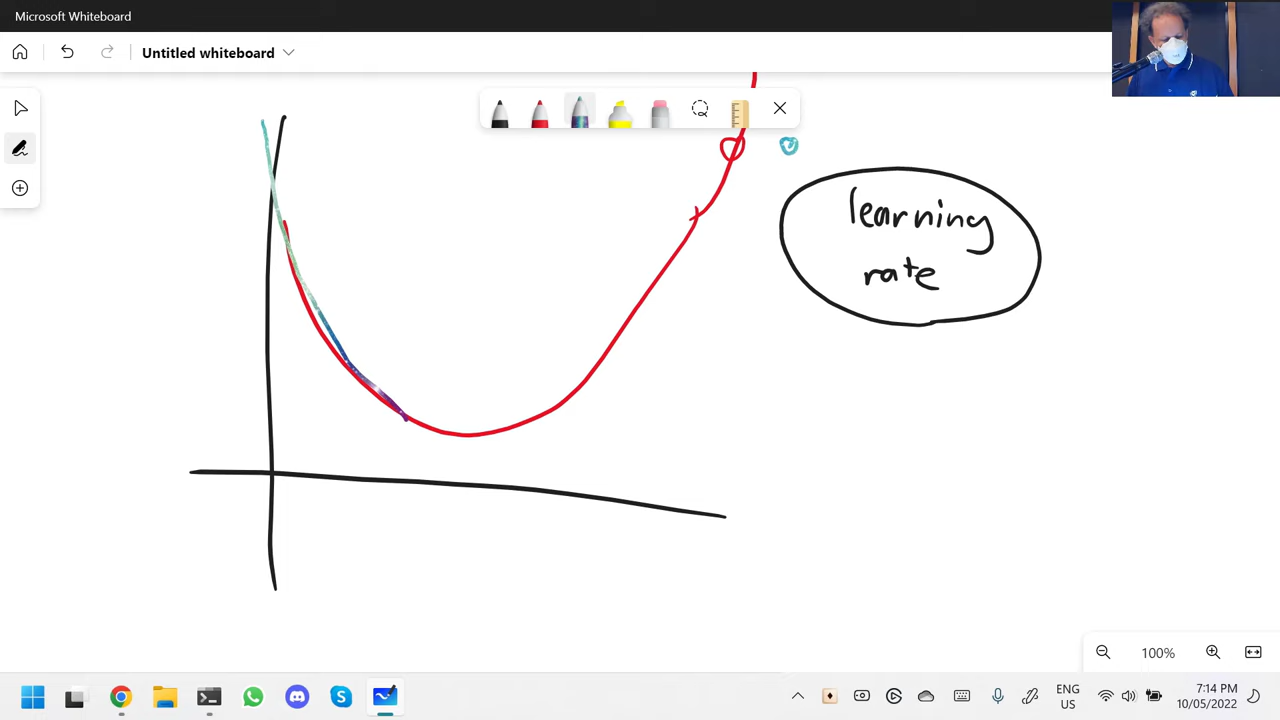 Microsoft Whiteboard
Untitled whiteboard
learning
rate
100%
ENG
US
7:14 PM
10/05/2022